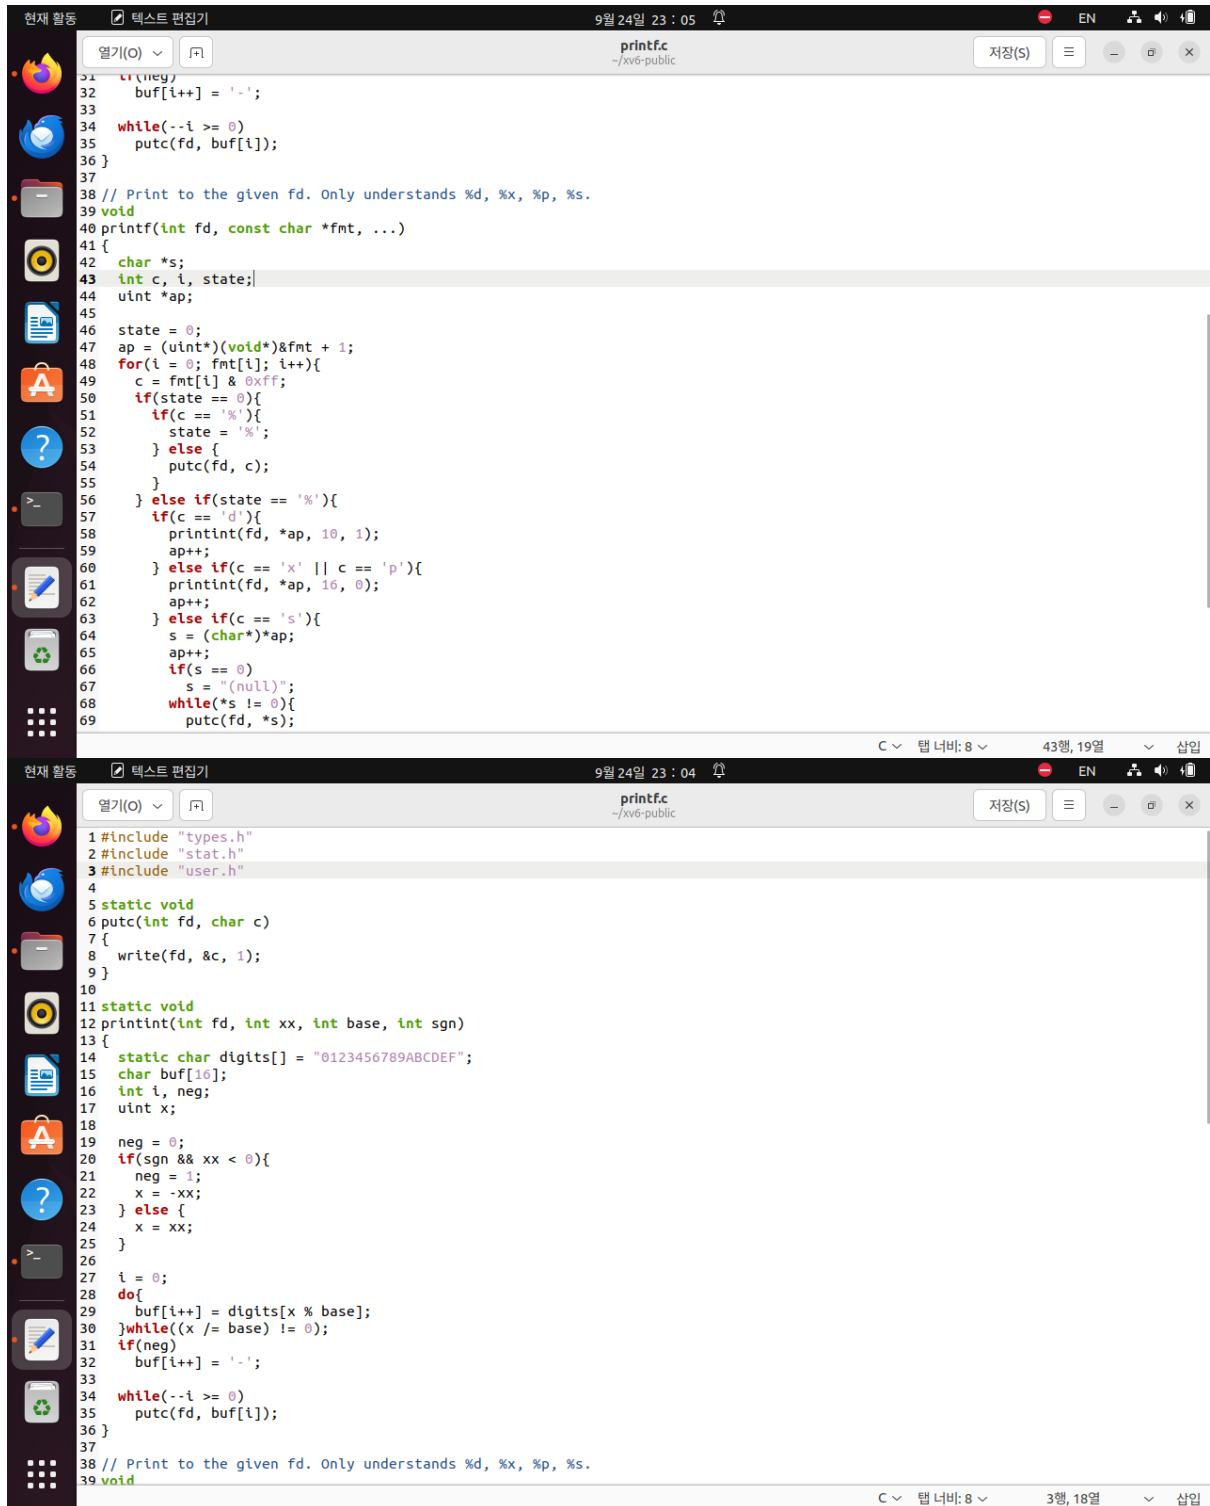 현재 활동 텍스트 편집기 9월 24일 23 : 05 EN
열기(O) printf.c 저장(S)
~/xv6-public
31   if(neg)
32     buf[i++] = '-';
33
34   while(--i >= 0)
35     putc(fd, buf[i]);
36 }
37
38 // Print to the given fd. Only understands %d, %x, %p, %s.
39 void
40 printf(int fd, const char *fmt, ...)
41 {
42   char *s;
43   int c, i, state;
44   uint *ap;
45
46   state = 0;
47   ap = (uint*)(void*)&fmt + 1;
48   for(i = 0; fmt[i]; i++){
49     c = fmt[i] & 0xff;
50     if(state == 0){
51       if(c == '%'){
52         state = '%';
53       } else {
54         putc(fd, c);
55       }
56     } else if(state == '%'){
57       if(c == 'd'){
58         printint(fd, *ap, 10, 1);
59         ap++;
60       } else if(c == 'x' || c == 'p'){
61         printint(fd, *ap, 16, 0);
62         ap++;
63       } else if(c == 's'){
64         s = (char*)*ap;
65         ap++;
66         if(s == 0)
67           s = "(null)";
68         while(*s != 0){
69           putc(fd, *s);
C 탭 너비: 8 43행, 19열 삽입
현재 활동 텍스트 편집기 9월 24일 23 : 04 EN
열기(O) printf.c 저장(S)
~/xv6-public
1 #include "types.h"
2 #include "stat.h"
3 #include "user.h"
4
5 static void
6 putc(int fd, char c)
7 {
8   write(fd, &c, 1);
9 }
10
11 static void
12 printint(int fd, int xx, int base, int sgn)
13 {
14   static char digits[] = "0123456789ABCDEF";
15   char buf[16];
16   int i, neg;
17   uint x;
18
19   neg = 0;
20   if(sgn && xx < 0){
21     neg = 1;
22     x = -xx;
23   } else {
24     x = xx;
25   }
26
27   i = 0;
28   do{
29     buf[i++] = digits[x % base];
30   }while((x /= base) != 0);
31   if(neg)
32     buf[i++] = '-';
33
34   while(--i >= 0)
35     putc(fd, buf[i]);
36 }
37
38 // Print to the given fd. Only understands %d, %x, %p, %s.
39 void
C 탭 너비: 8 3행, 18열 삽입